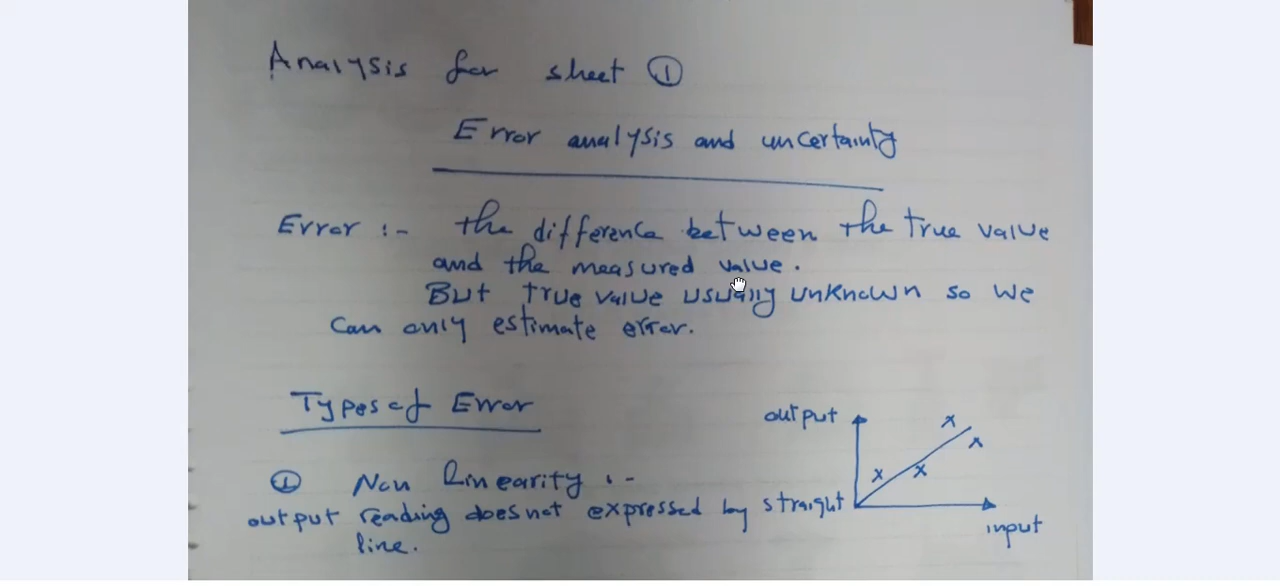 Analysis for sheet ①
Error analysis and uncertainty
Error :- the difference between the true value
and the measured value.
But true value usually unknown so we
can only estimate error.
Types of Error
output
① Non linearity :-
output reading does not expressed by straight
line.
input